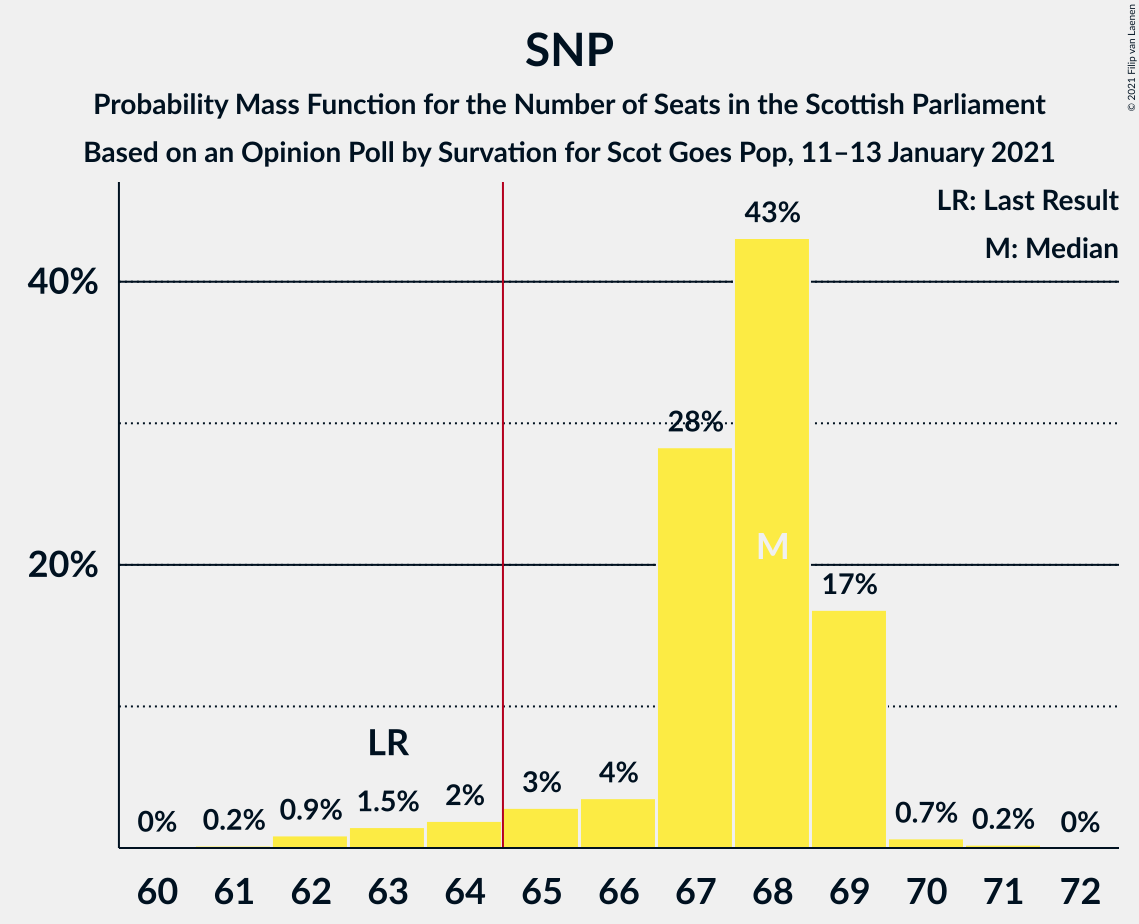 SNP
Probability Mass Function for the Number of Seats in the Scottish Parliament
Based on an Opinion Poll by Survation for Scot Goes Pop, 11–13 January 2021
© 2021 Filip van Laenen
LR: Last Result
M: Median
43%
40%
28%
M
20%
17%
LR
0%
0.2%
0.9%
1.5%
2%
3%
4%
0.7%
0.2%
0%
60 61 62 63 64 65 66 67 68 69 70 71 72